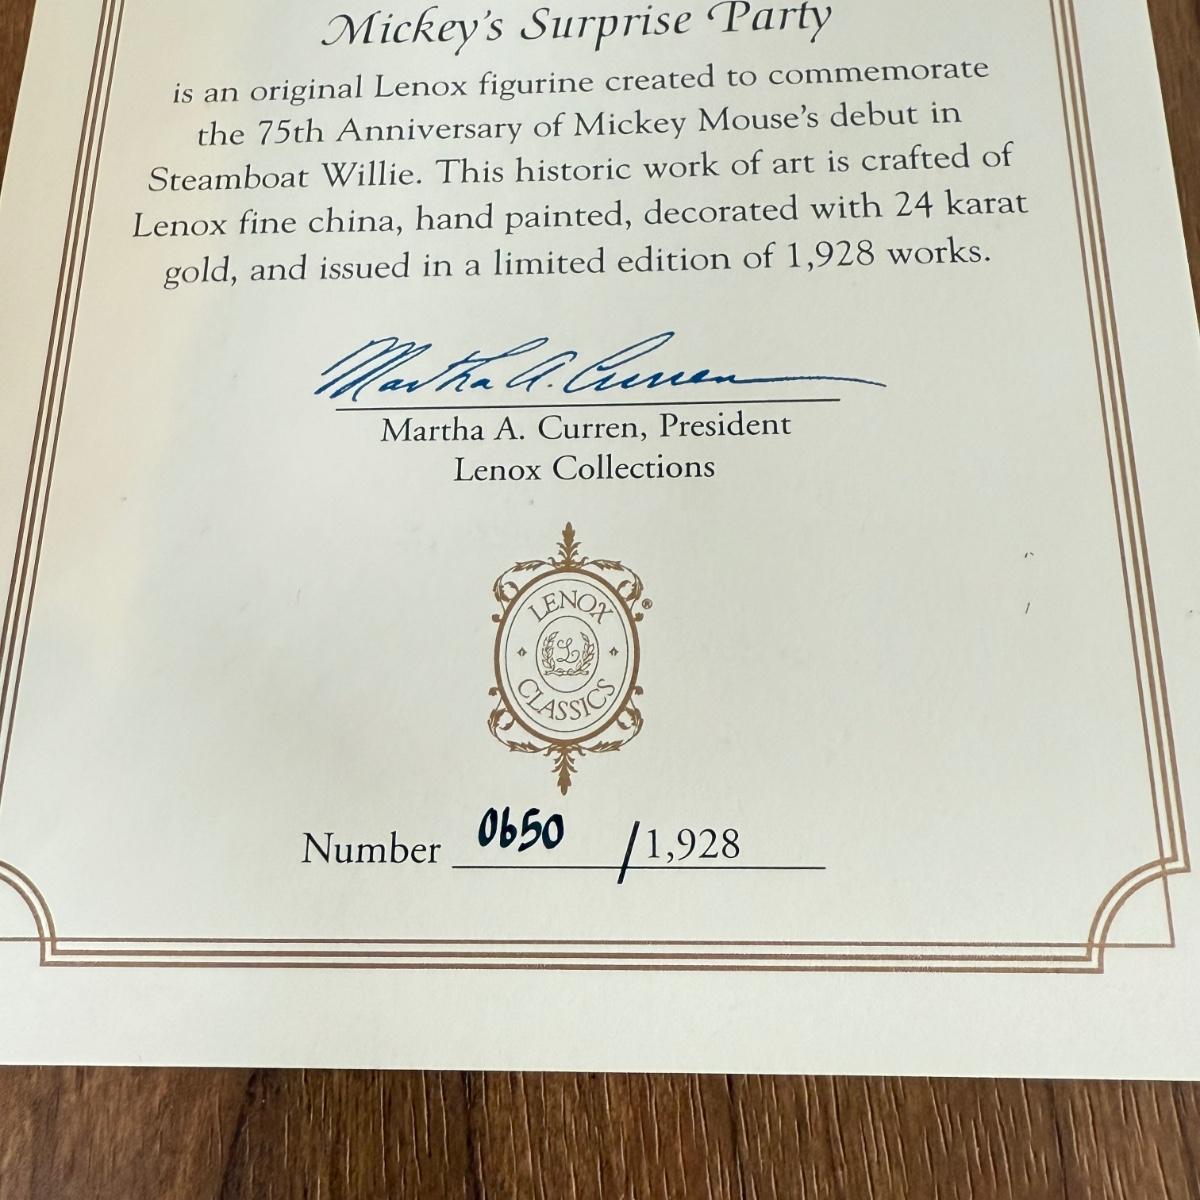 Mickey's Surprise Party
is an original Lenox figurine created to commemorate
the 75th Anniversary of Mickey Mouse's debut in
Steamboat Willie. This historic work of art is crafted of
Lenox fine china, hand painted, decorated with 24 karat
gold, and issued in a limited edition of 1,928 works.
Martha A. Curren
Martha A. Curren, President
Lenox Collections
LENOX ®
L
CLASSICS
Number 0650 /1,928